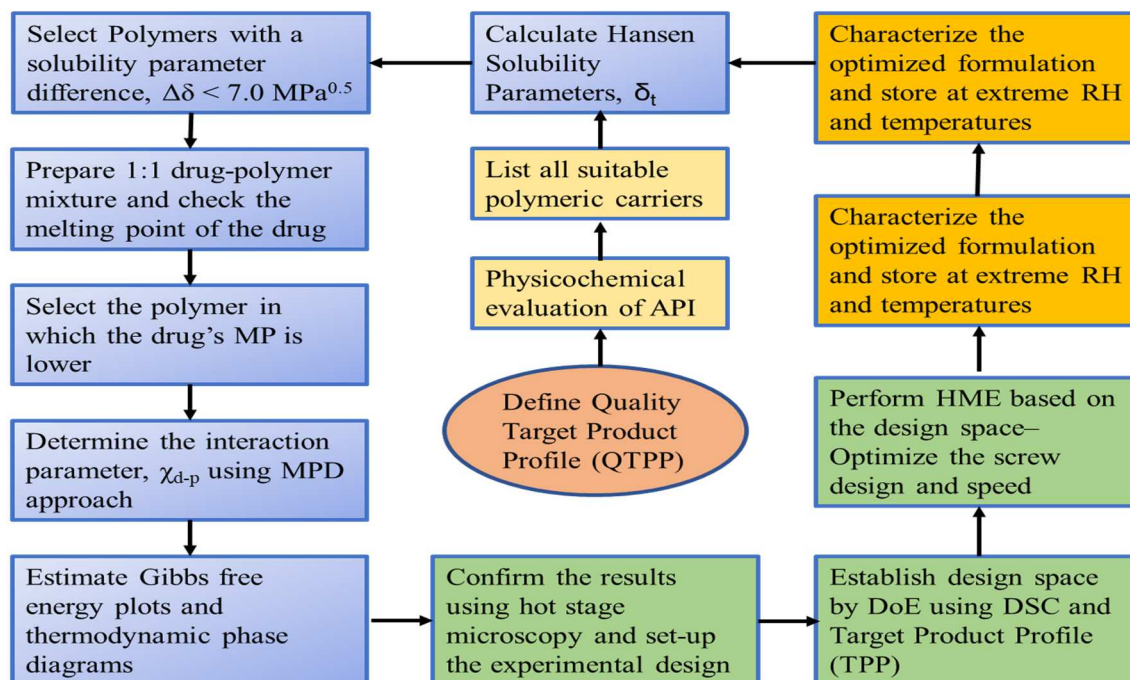 Select Polymers with a
solubility parameter
difference, Δδ < 7.0 MPa⁰·⁵
Calculate Hansen
Solubility
Parameters, δₜ
Characterize the
optimized formulation
and store at extreme RH
and temperatures
Prepare 1:1 drug-polymer
mixture and check the
melting point of the drug
List all suitable
polymeric carriers
Characterize the
optimized formulation
and store at extreme RH
and temperatures
Select the polymer in
which the drug's MP is
lower
Physicochemical
evaluation of API
Define Quality
Target Product
Profile (QTPP)
Perform HME based on
the design space–
Optimize the screw
design and speed
Determine the interaction
parameter, χd-p using MPD
approach
Estimate Gibbs free
energy plots and
thermodynamic phase
diagrams
Confirm the results
using hot stage
microscopy and set-up
the experimental design
Establish design space
by DoE using DSC and
Target Product Profile
(TPP)